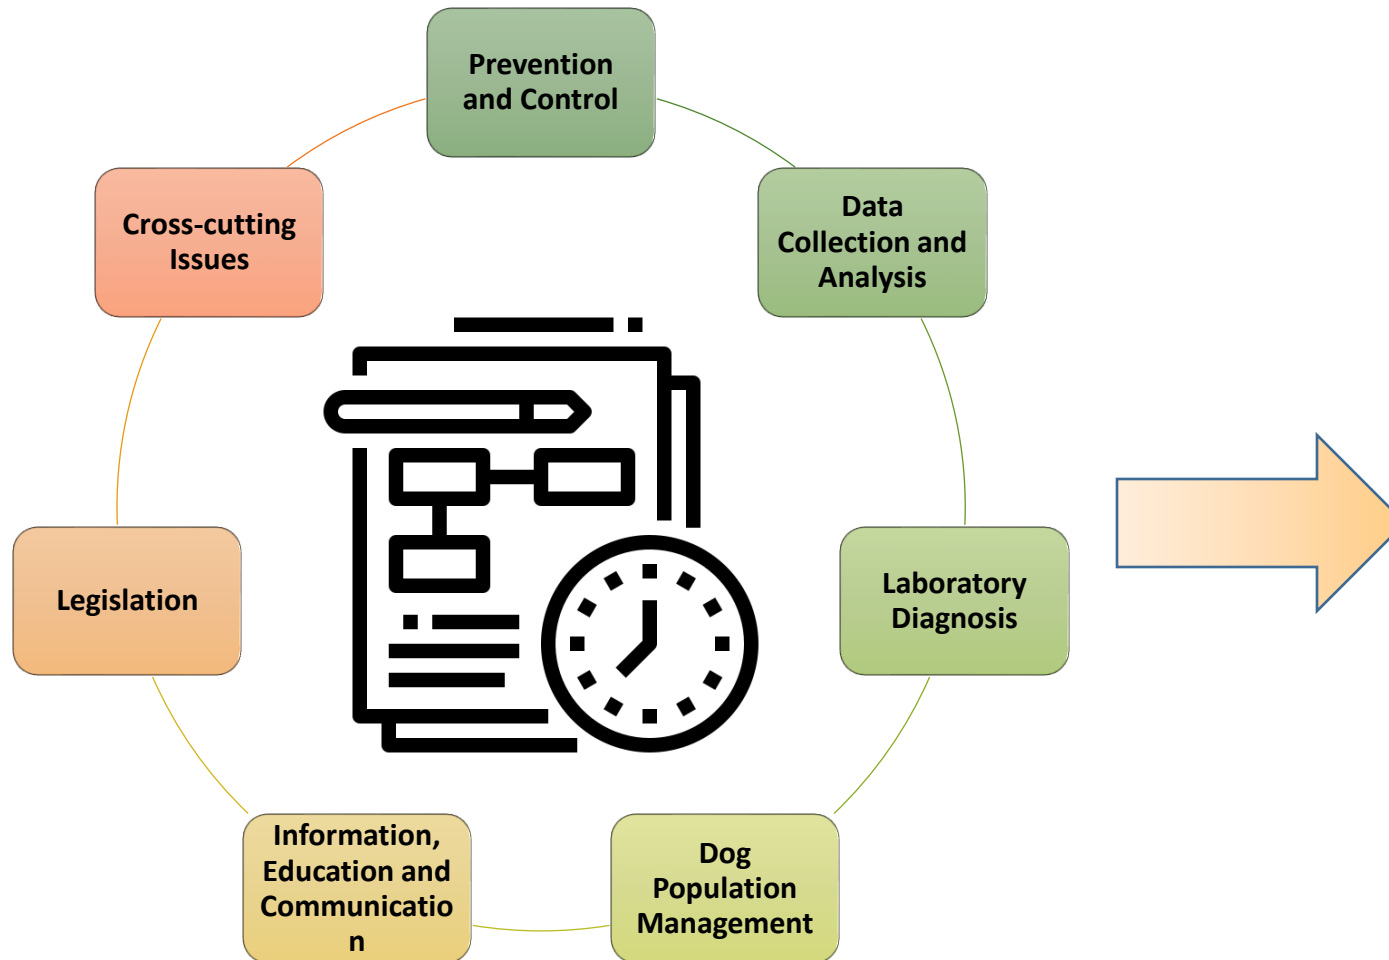 Prevention
and Control
Data
Collection and
Analysis
Laboratory
Diagnosis
Dog
Population
Management
Information,
Education and
Communicatio
n
Legislation
Cross-cutting
Issues